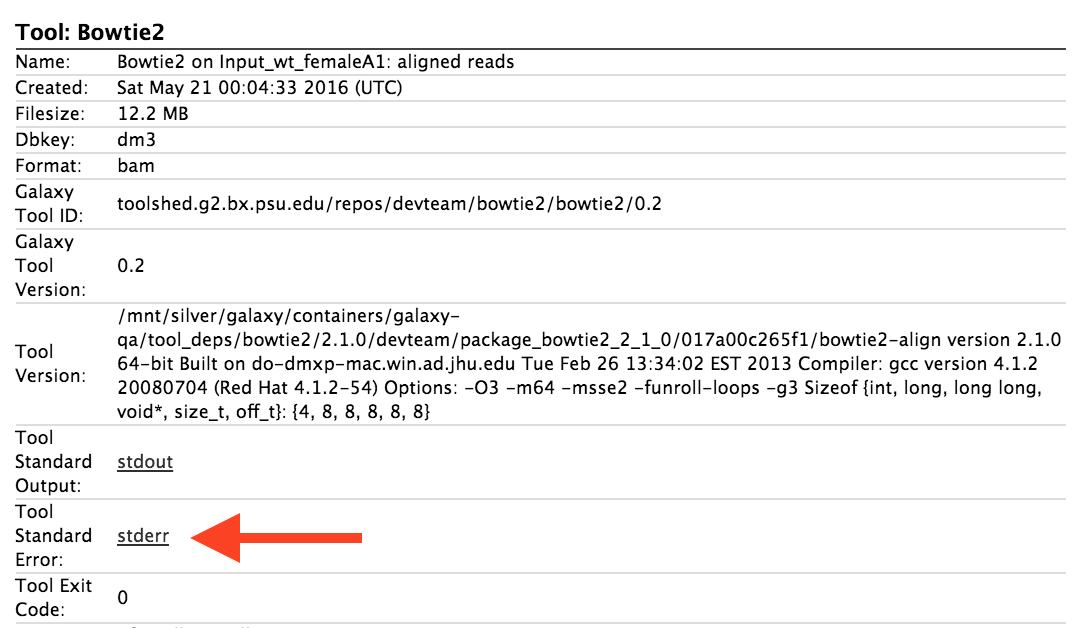 Tool: Bowtie2
Name: Bowtie2 on Input_wt_femaleA1: aligned reads
Created: Sat May 21 00:04:33 2016 (UTC)
Filesize: 12.2 MB
Dbkey: dm3
Format: bam
Galaxy
Tool ID:
toolshed.g2.bx.psu.edu/repos/devteam/bowtie2/bowtie2/0.2
Galaxy
Tool
Version:
0.2
Tool
Version:
/mnt/silver/galaxy/containers/galaxy-
qa/tool_deps/bowtie2/2.1.0/devteam/package_bowtie2_2_1_0/017a00c265f1/bowtie2-align version 2.1.0
64-bit Built on do-dmxp-mac.win.ad.jhu.edu Tue Feb 26 13:34:02 EST 2013 Compiler: gcc version 4.1.2
20080704 (Red Hat 4.1.2-54) Options: -O3 -m64 -msse2 -funroll-loops -g3 Sizeof {int, long, long long,
void*, size_t, off_t}: {4, 8, 8, 8, 8, 8}
Tool
Standard
Output:
stdout
Tool
Standard
Error:
stderr
Tool Exit
Code:
0